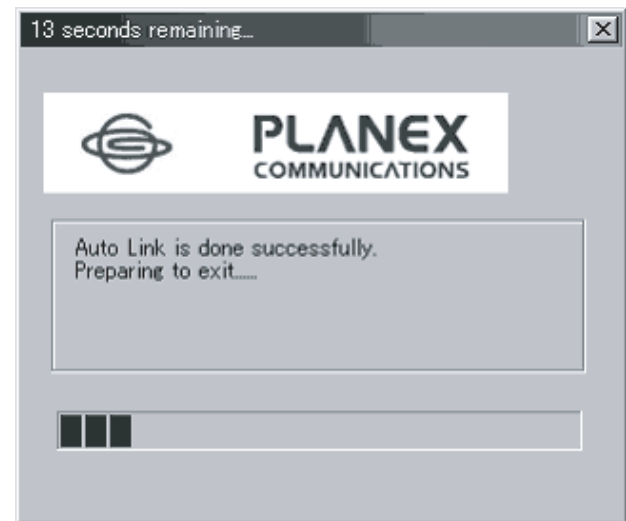 13 seconds remaining...
PLANEX
COMMUNICATIONS
Auto Link is done successfully.
Preparing to exit......